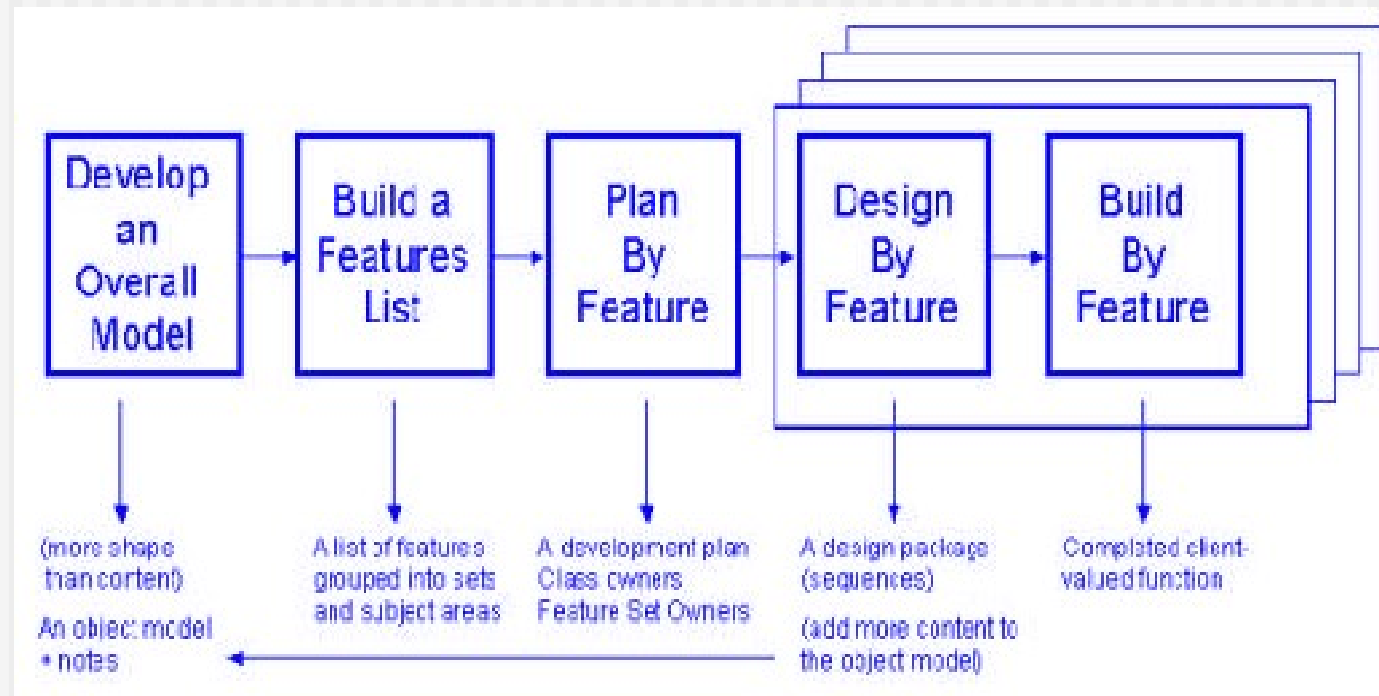 Develop
an
Overall
Model
Build a
Features
List
Plan
By
Feature
Design
By
Feature
Build
By
Feature
(more shape
than content)
An object model
+ notes
A list of features
grouped into sets
and subject areas
A development plan
Class owners
Feature Set Owners
A design package
(sequences)
(add more content to
the object model)
Completed client-
valued function